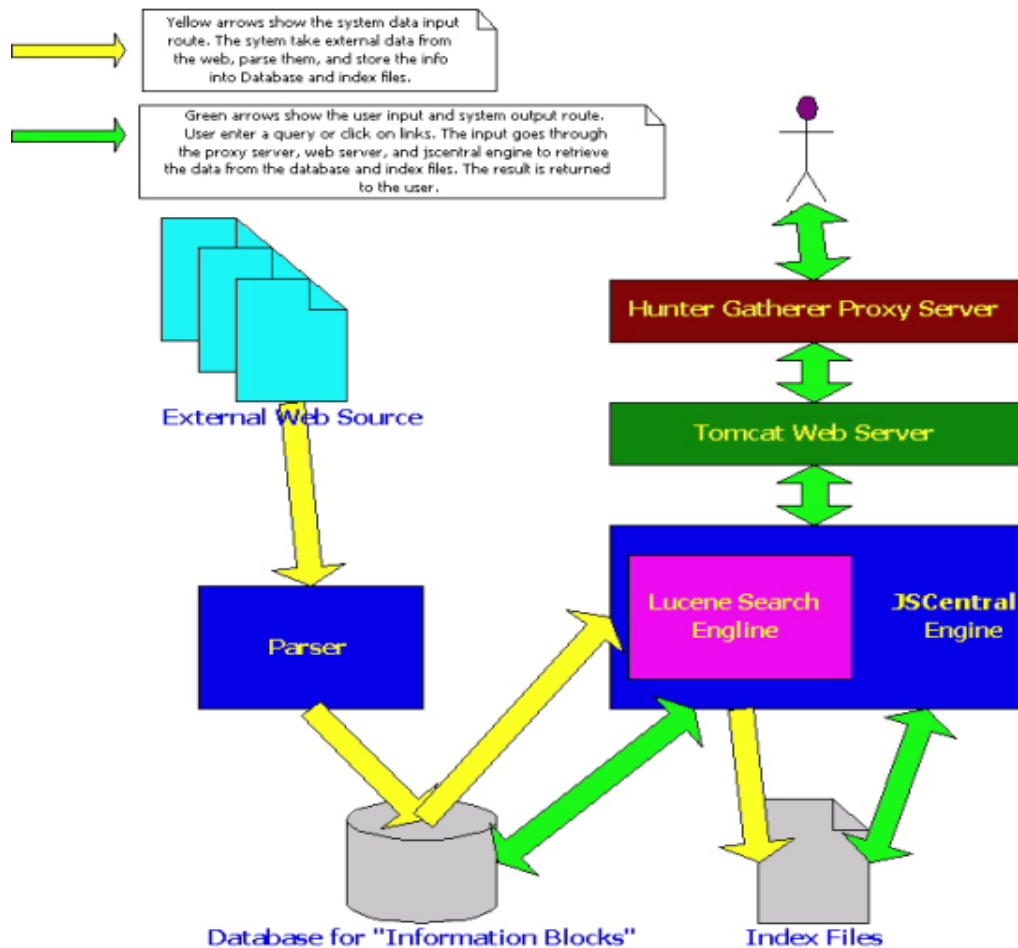 Yellow arrows show the system data input
route. The sytem take external data from
the web, parse them, and store the info
into Database and index files.
Green arrows show the user input and system output route.
User enter a query or click on links. The input goes through
the proxy server, web server, and jscentral engine to retrieve
the data from the database and index files. The result is returned
to the user.
Hunter Gatherer Proxy Server
External Web Source
Tomcat Web Server
Lucene Search
Engline
JSCentral
Engine
Parser
Database for "Information Blocks"
Index Files